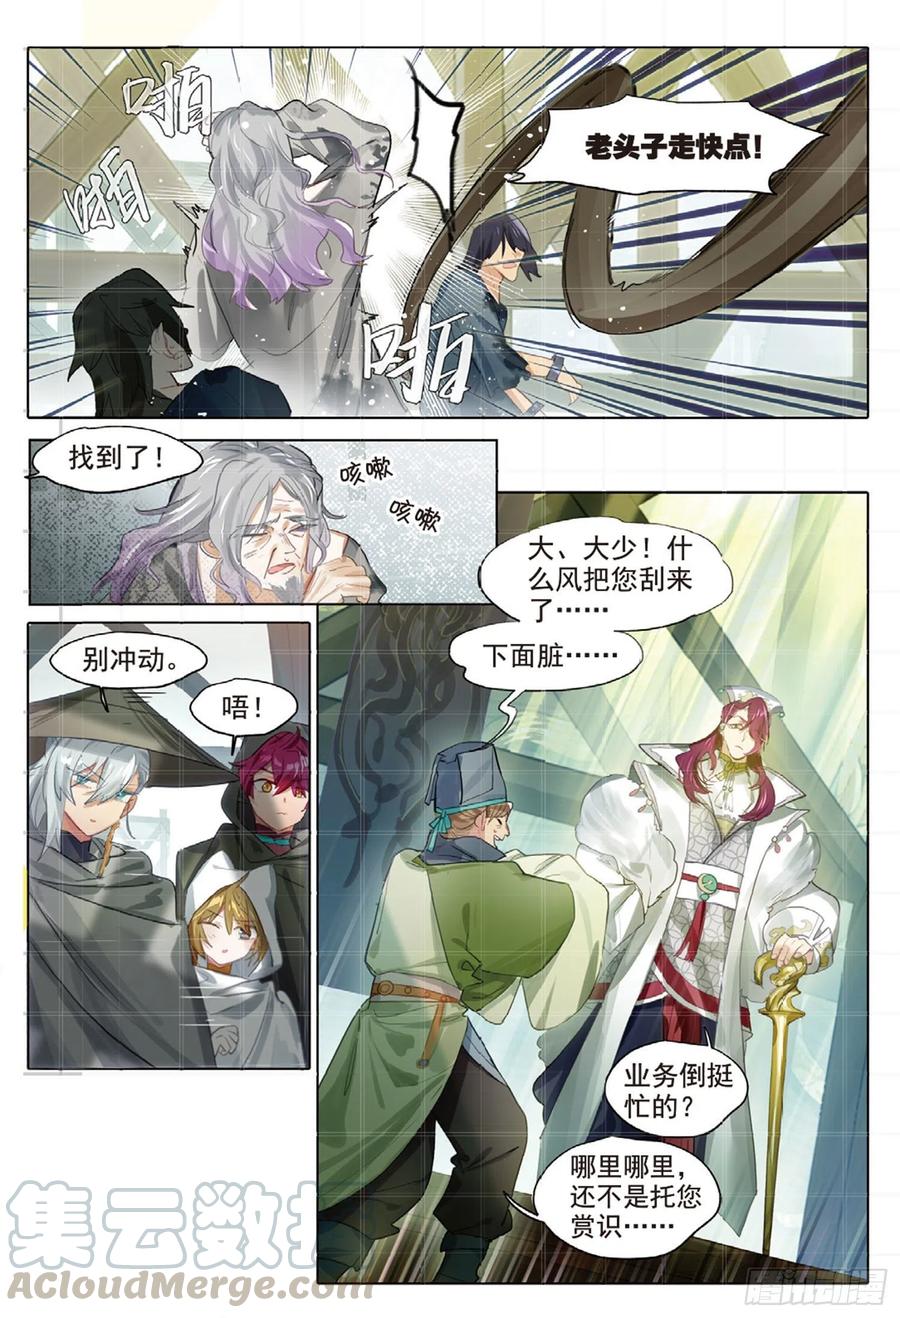 啪
啪
老头子走快点！
啪
找到了！
咳嗽
咳嗽
大、大少！什
么风把您刮来
了……
下面脏……
别冲动。
唔！
业务倒挺
忙的？
哪里哪里，
还不是托您
赏识……
集云数据
ACloudMerge.com
腾讯动漫